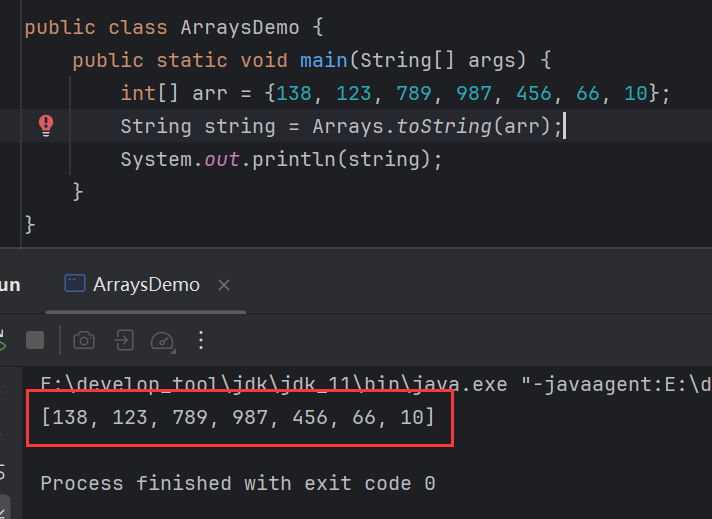 public class ArraysDemo {
public static void main(String[] args) {
int[] arr = {138, 123, 789, 987, 456, 66, 10};
String string = Arrays.toString(arr);
System.out.println(string);
}
}
un
ArraysDemo
E:\develop_tool\jdk\jdk_11\bin\java.exe "-javaagent:E:\d
[138, 123, 789, 987, 456, 66, 10]
Process finished with exit code 0